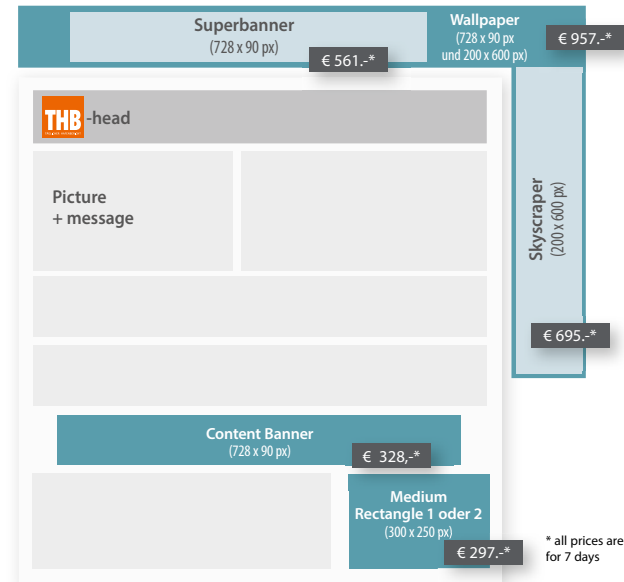 Superbanner
(728 x 90 px)
€ 561.-*
Wallpaper
(728 x 90 px
und 200 x 600 px)
€ 957.-*
THB -head
Picture
+ message
Skyscraper
(200 x 600 px)
€ 695.-*
Content Banner
(728 x 90 px)
€ 328,-*
Medium
Rectangle 1 oder 2
(300 x 250 px)
€ 297.-*
* all prices are
for 7 days